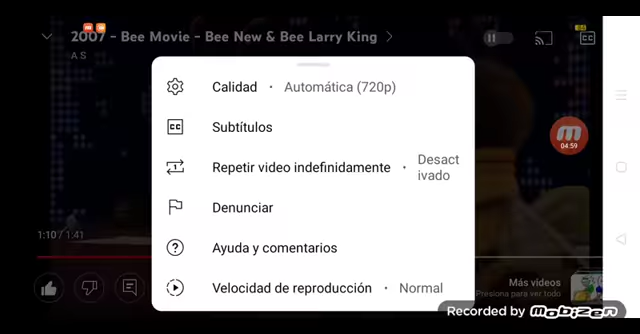 2007 - Bee Movie - Bee New & Bee Larry King
A S
Calidad · Automática (720p)
CC Subtítulos
1 Repetir video indefinidamente · Desact
ivado
04:59
Denunciar
1:10 / 1:41
? Ayuda y comentarios
Velocidad de reproducción · Normal
Más videos
Presiona para ver todo
Recorded by mobizen